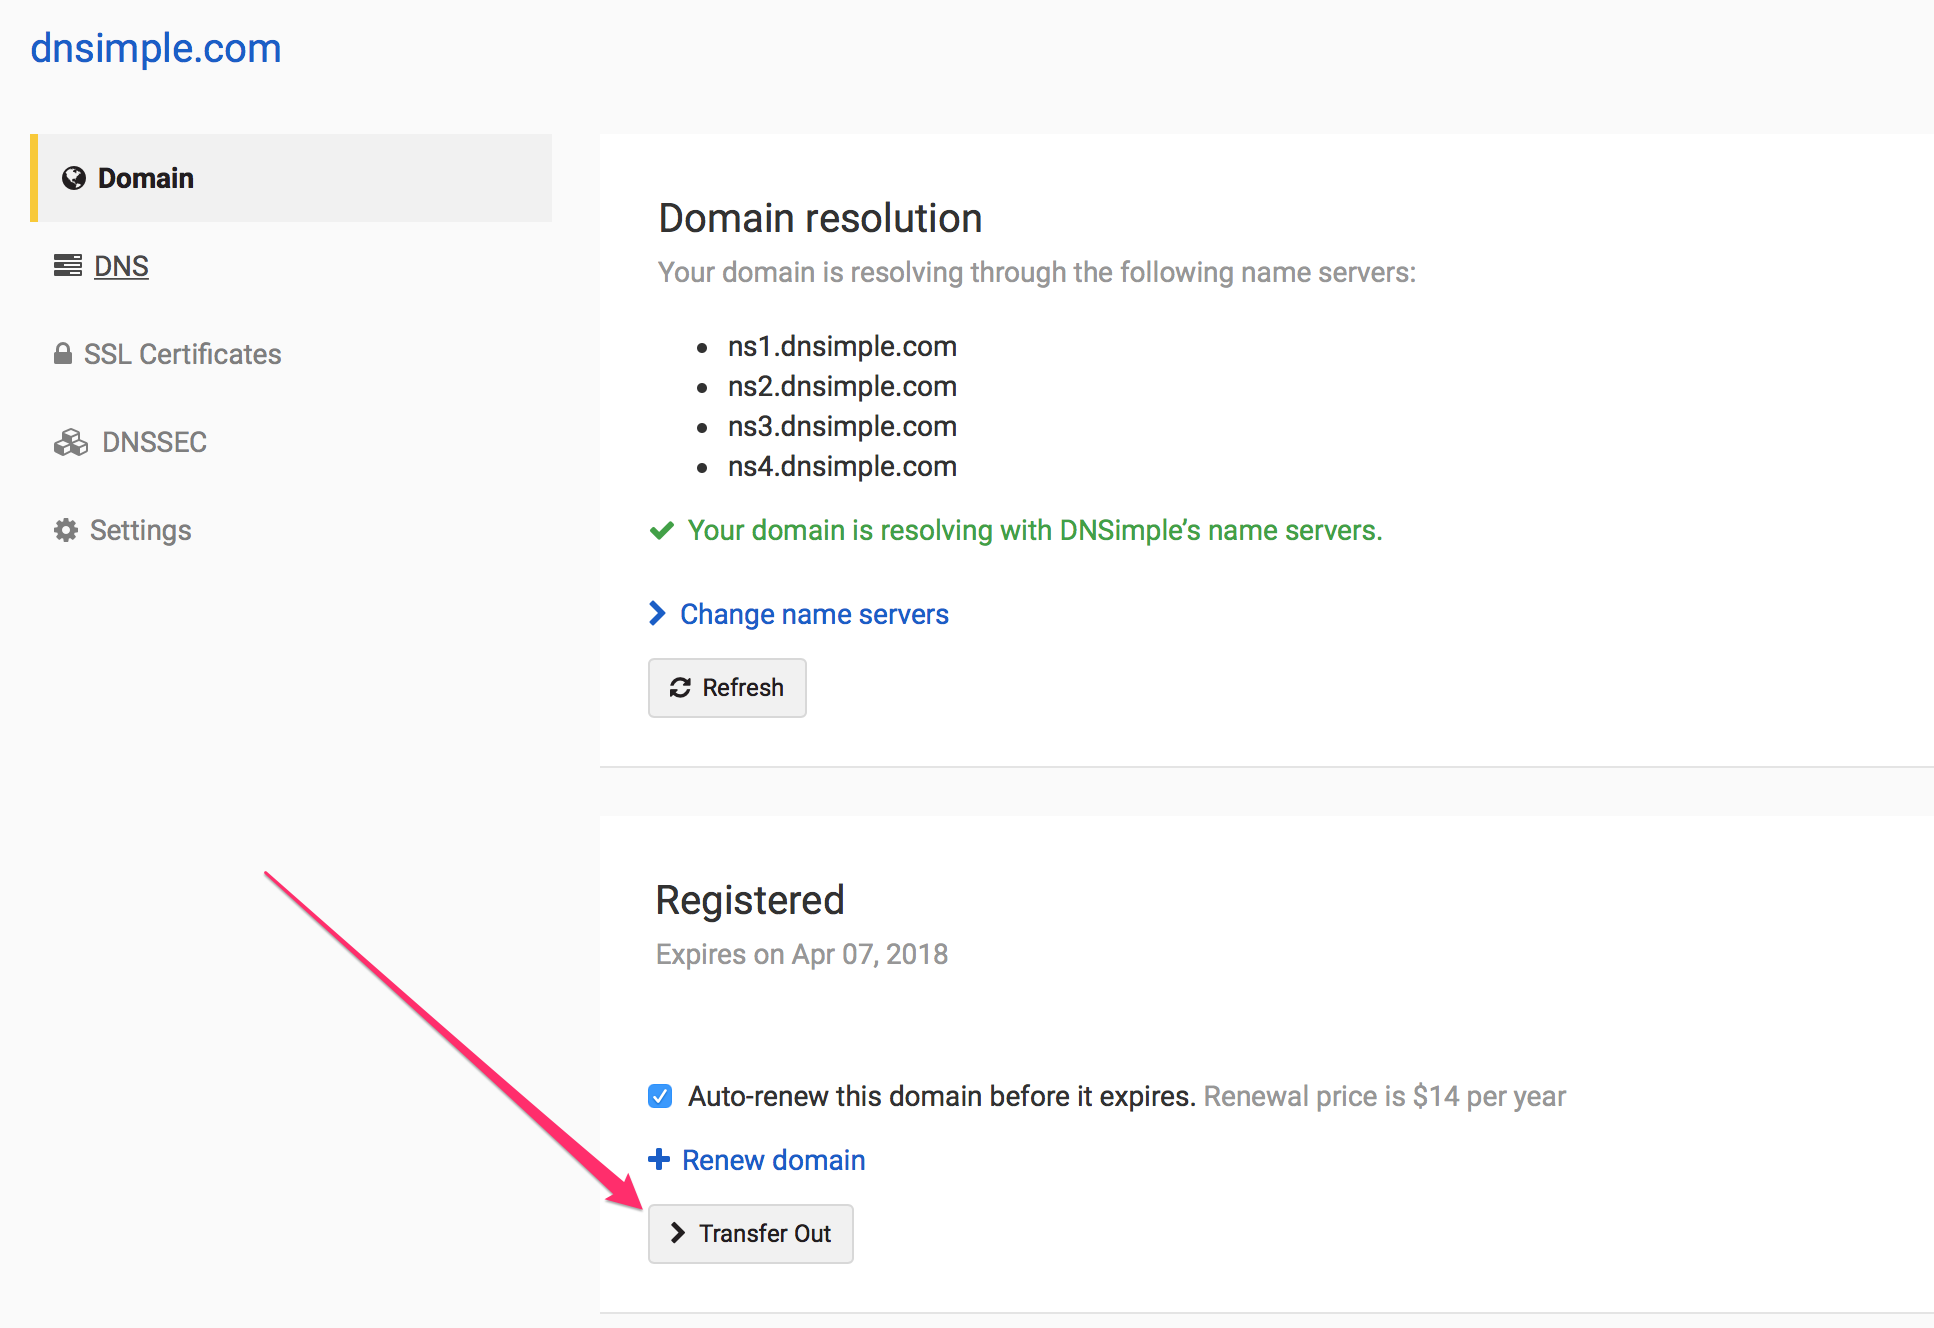 dnsimple.com
Domain
DNS
SSL Certificates
DNSSEC
Settings
Domain resolution
Your domain is resolving through the following name servers:
ns1.dnsimple.com
ns2.dnsimple.com
ns3.dnsimple.com
ns4.dnsimple.com
Your domain is resolving with DNSimple’s name servers.
Change name servers
Refresh
Registered
Expires on Apr 07, 2018
Auto-renew this domain before it expires. Renewal price is $14 per year
Renew domain
Transfer Out